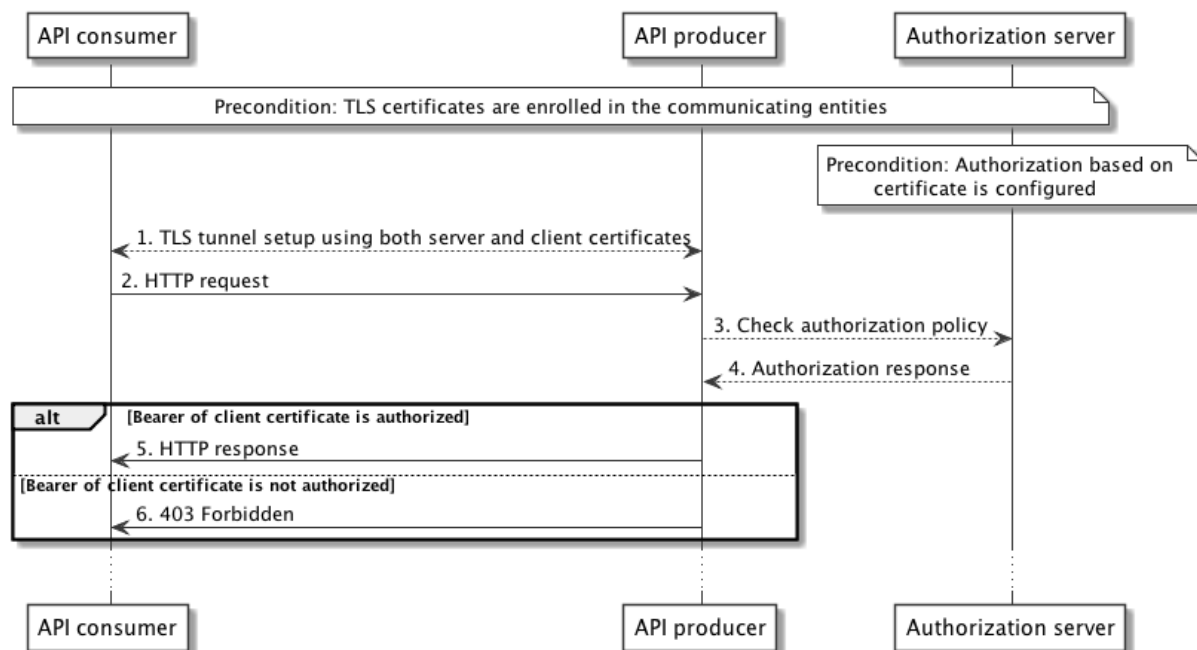 API consumer
API producer
Authorization server
Precondition: TLS certificates are enrolled in the communicating entities
Precondition: Authorization based on
certificate is configured
1. TLS tunnel setup using both server and client certificates
2. HTTP request
3. Check authorization policy
4. Authorization response
alt
[Bearer of client certificate is authorized]
5. HTTP response
[Bearer of client certificate is not authorized]
6. 403 Forbidden
API consumer
API producer
Authorization server